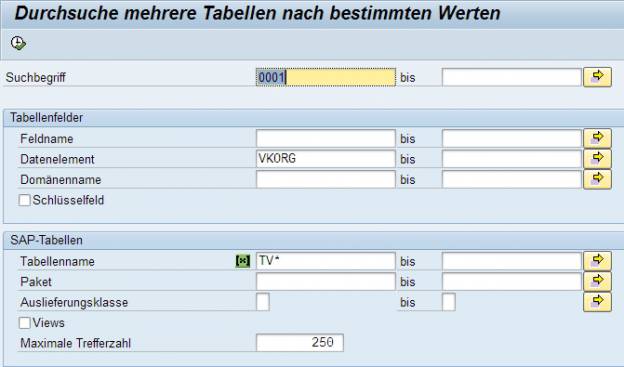 Durchsuche mehrere Tabellen nach bestimmten Werten
Suchbegriff 0001 bis
Tabellenfelder
Feldname bis
Datenelement VKORG bis
Domänenname bis
Schlüsselfeld
SAP-Tabellen
Tabellenname TV* bis
Paket bis
Auslieferungsklasse bis
Views
Maximale Trefferzahl 250